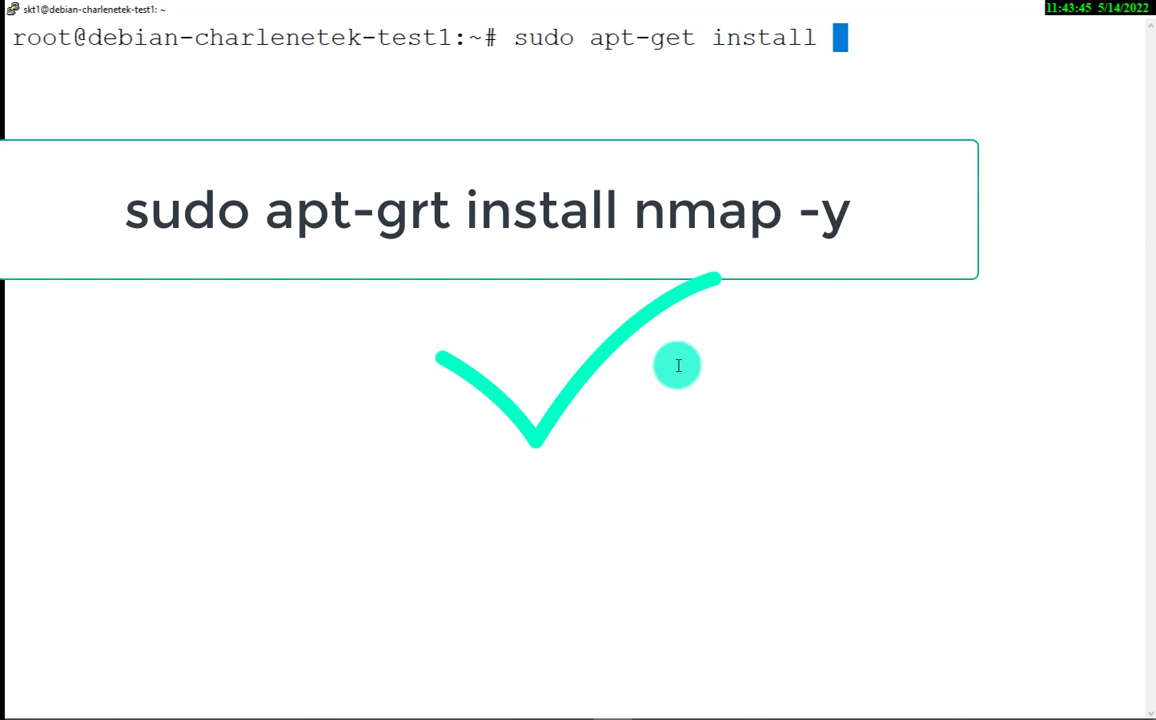 skt1@debian-charlenetek-test1: ~
11:43:45 5/14/2022
root@debian-charlenetek-test1:~# sudo apt-get install
sudo apt-grt install nmap -y